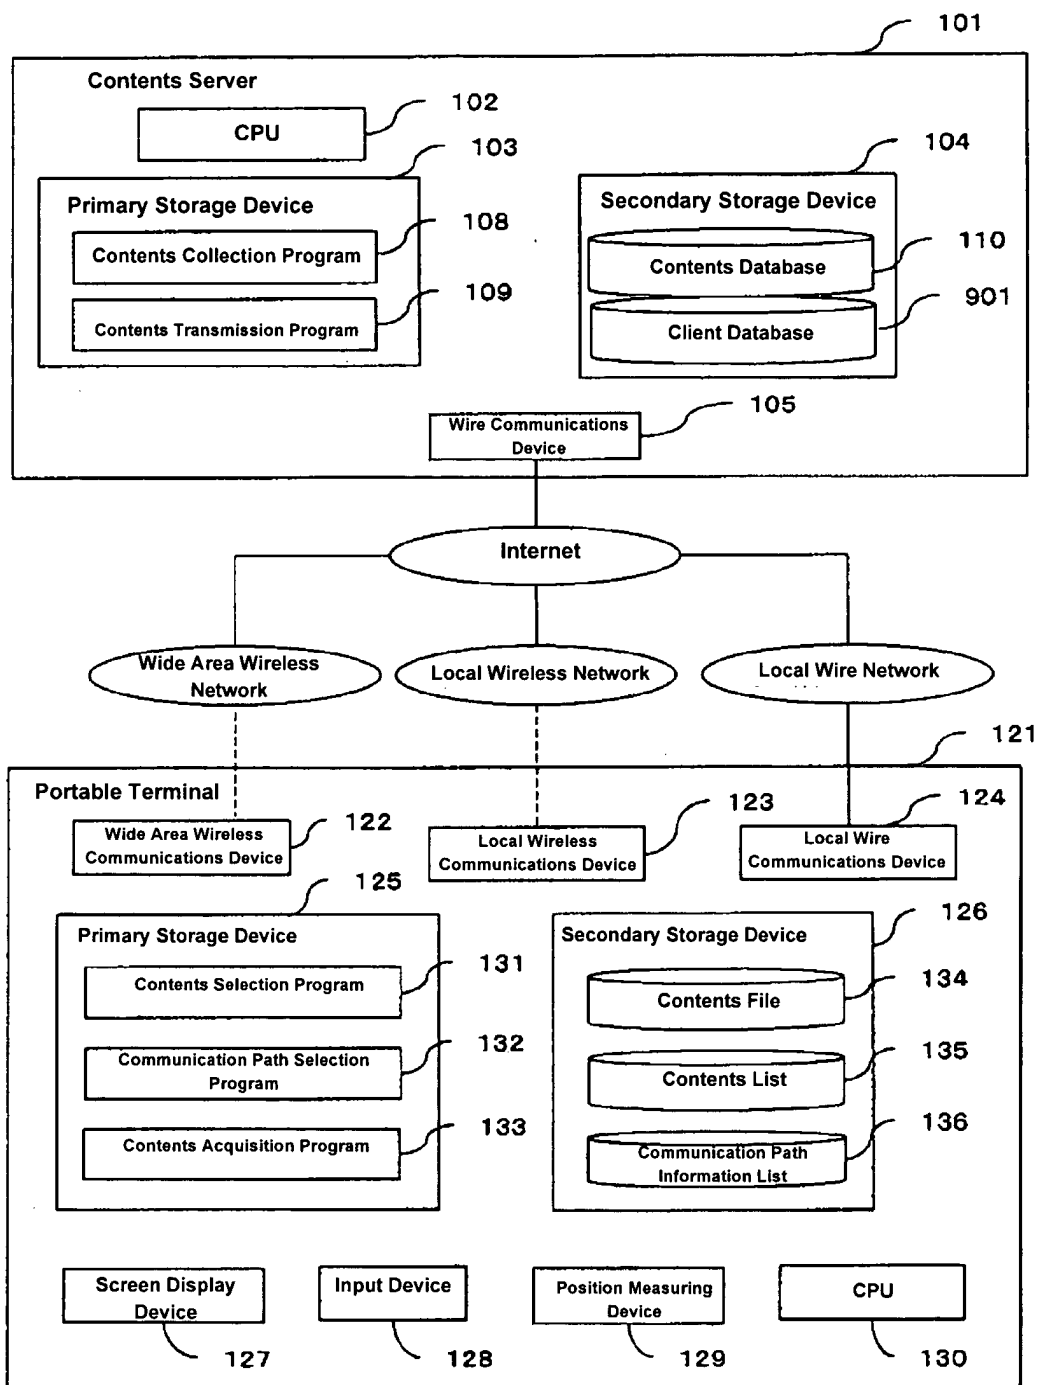 101
Contents Server
CPU
102
103
104
Primary Storage Device
Secondary Storage Device
108
Contents Collection Program
110
Contents Database
109
Contents Transmission Program
901
Client Database
105
Wire Communications
Device
Internet
Wide Area Wireless
Network
Local Wireless Network
Local Wire Network
121
Portable Terminal
122
Wide Area Wireless
Communications Device
123
Local Wireless
Communications Device
124
Local Wire
Communications Device
125
126
Primary Storage Device
Secondary Storage Device
131
Contents Selection Program
134
Contents File
132
Communication Path Selection
Program
135
Contents List
133
Contents Acquisition Program
136
Communication Path
Information List
Screen Display
Device
Input Device
Position Measuring
Device
CPU
127
128
129
130